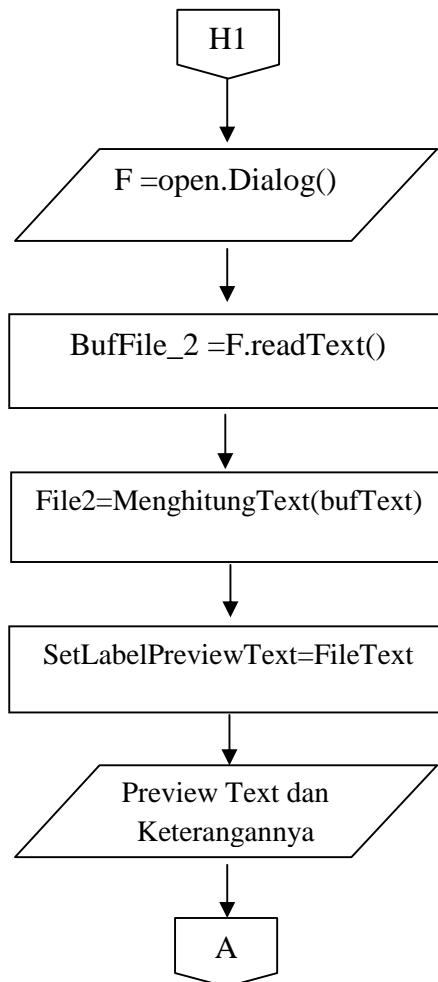 H1
F =open.Dialog()
BufFile_2 =F.readText()
File2=MenghitungText(bufText)
SetLabelPreviewText=FileText
Preview Text dan
Keterangannya
A